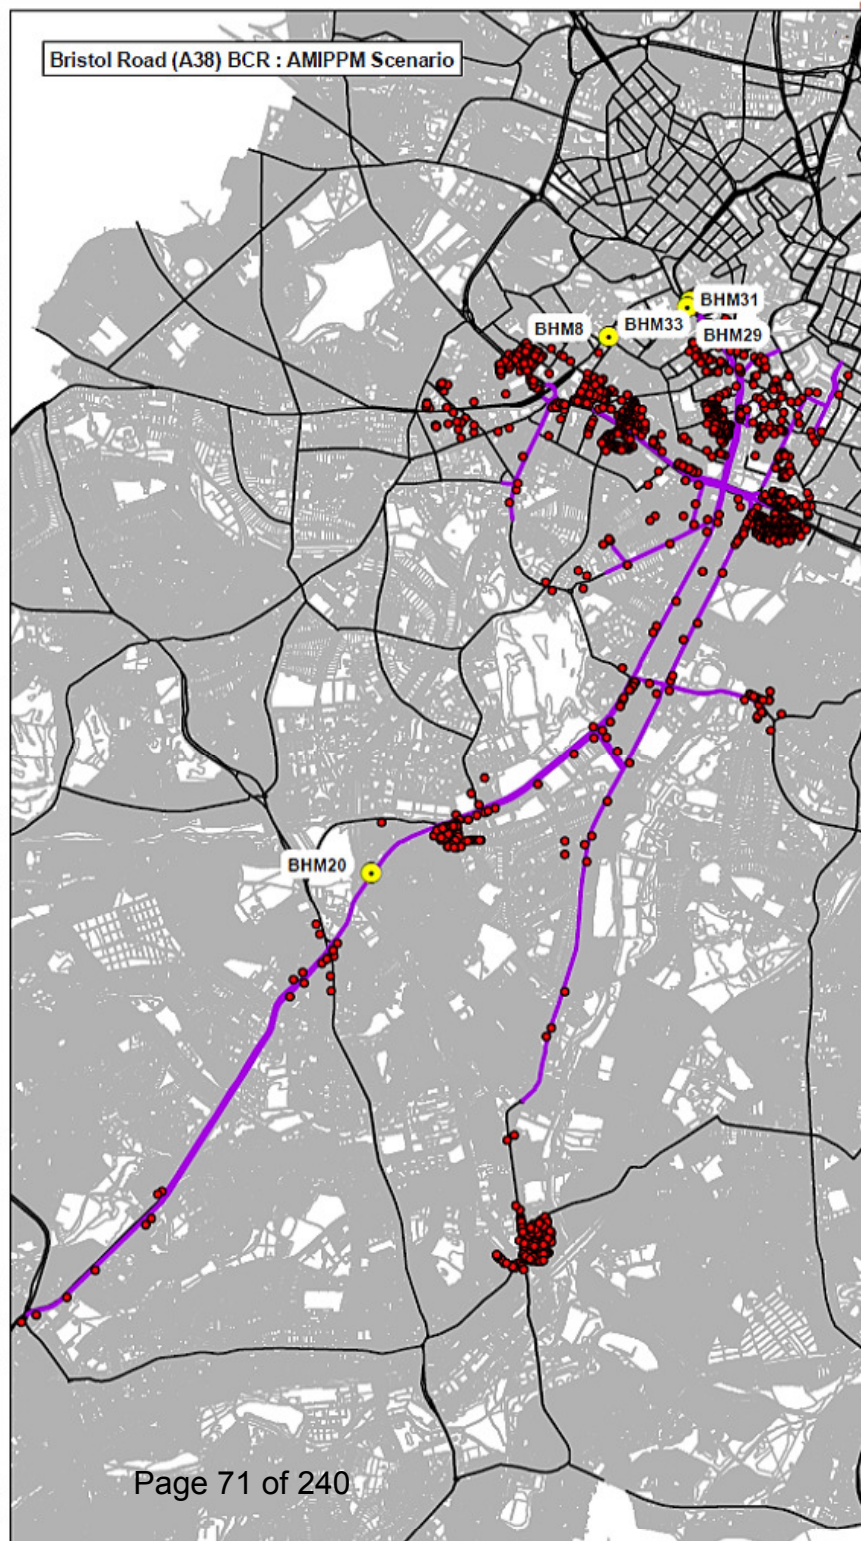 Bristol Road (A38) BCR : AMIPPM Scenario
BHM31
BHM8
BHM33
BHM29
BHM20
Page 71 of 240